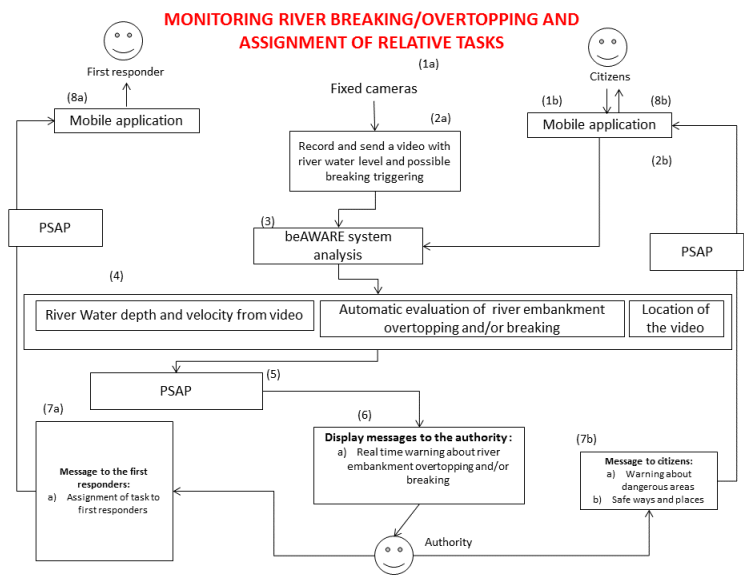 MONITORING RIVER BREAKING/OVERTOPPING AND
ASSIGNMENT OF RELATIVE TASKS
First responder
(8a)
Mobile application
(1a)
Fixed cameras
(2a)
Record and send a video with
river water level and possible
breaking triggering
Citizens
(1b)
(8b)
Mobile application
(2b)
PSAP
(3)
beAWARE system
analysis
PSAP
(4)
River Water depth and velocity from video
Automatic evaluation of river embankment
overtopping and/or breaking
Location of
the video
(5)
PSAP
(6)
Display messages to the authority :
a) Real time warning about river
embankment overtopping and/or
breaking
(7a)
Message to the first
responders:
a) Assignment of task to
first responders
(7b)
Message to citizens:
a) Warning about
dangerous areas
b) Safe ways and places
Authority